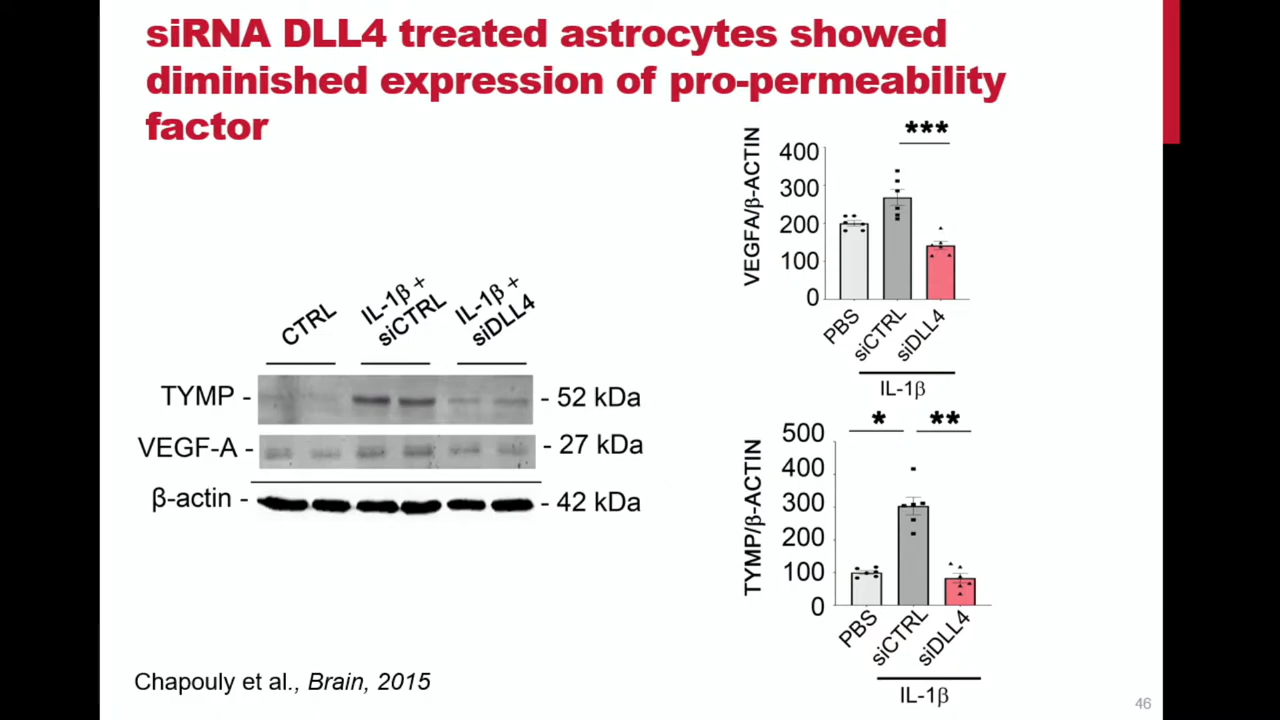 siRNA DLL4 treated astrocytes showed
diminished expression of pro-permeability
factor
CTRL
IL-1β +
siCTRL
IL-1β +
siDLL4
TYMP -
- 52 kDa
VEGF-A -
- 27 kDa
β-actin -
- 42 kDa
VEGFA/β-ACTIN
400
300
200
100
0
***
PBS
siCTRL
siDLL4
IL-1β
TYMP/β-ACTIN
500
400
300
200
100
0
*
**
PBS
siCTRL
siDLL4
IL-1β
Chapouly et al., Brain, 2015
46